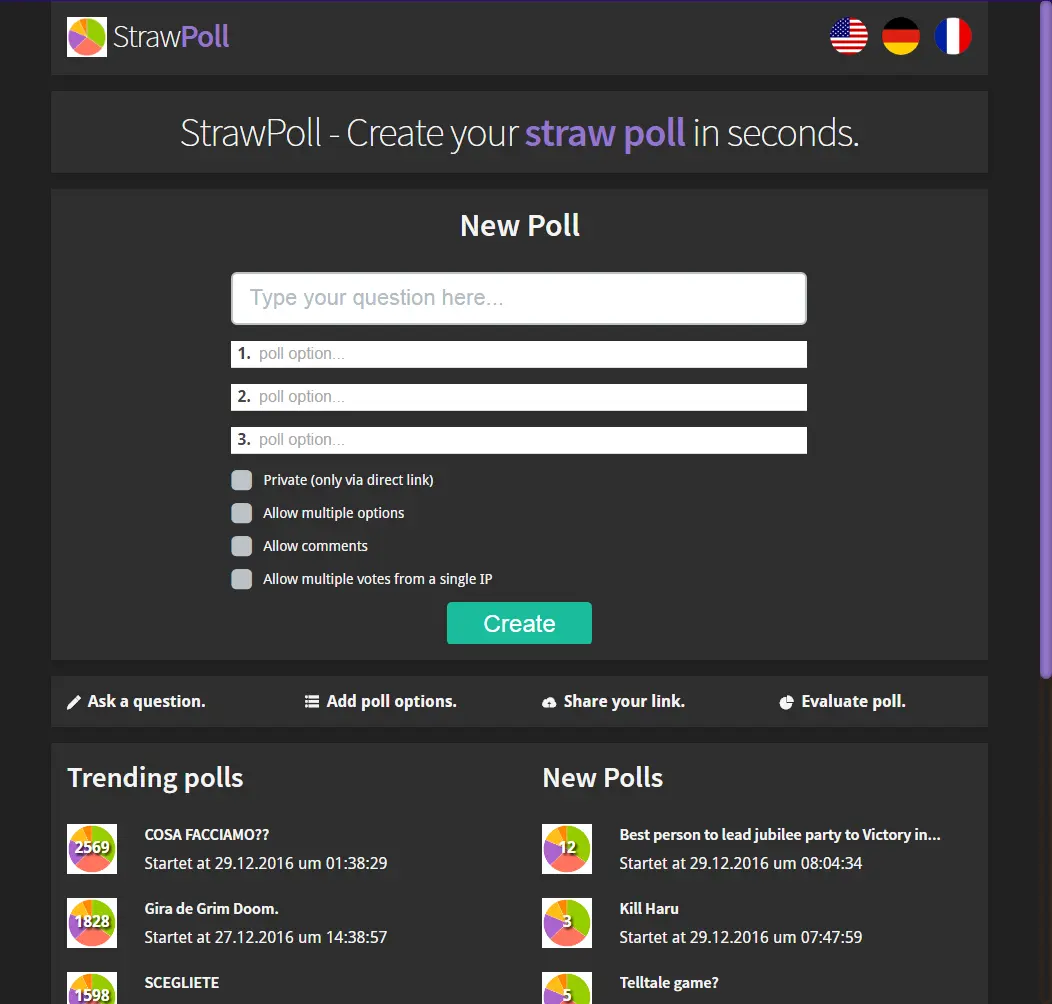 StrawPoll
StrawPoll - Create your straw poll in seconds.
New Poll
Type your question here...
1. poll option...
2. poll option...
3. poll option...
Private (only via direct link)
Allow multiple options
Allow comments
Allow multiple votes from a single IP
Create
Ask a question.
Add poll options.
Share your link.
Evaluate poll.
Trending polls
2569
COSA FACCIAMO??
Startet at 29.12.2016 um 01:38:29
1828
Gira de Grim Doom.
Startet at 27.12.2016 um 14:38:57
1598
SCEGLIETE
New Polls
12
Best person to lead jubilee party to Victory in...
Startet at 29.12.2016 um 08:04:34
3
Kill Haru
Startet at 29.12.2016 um 07:47:59
5
Telltale game?